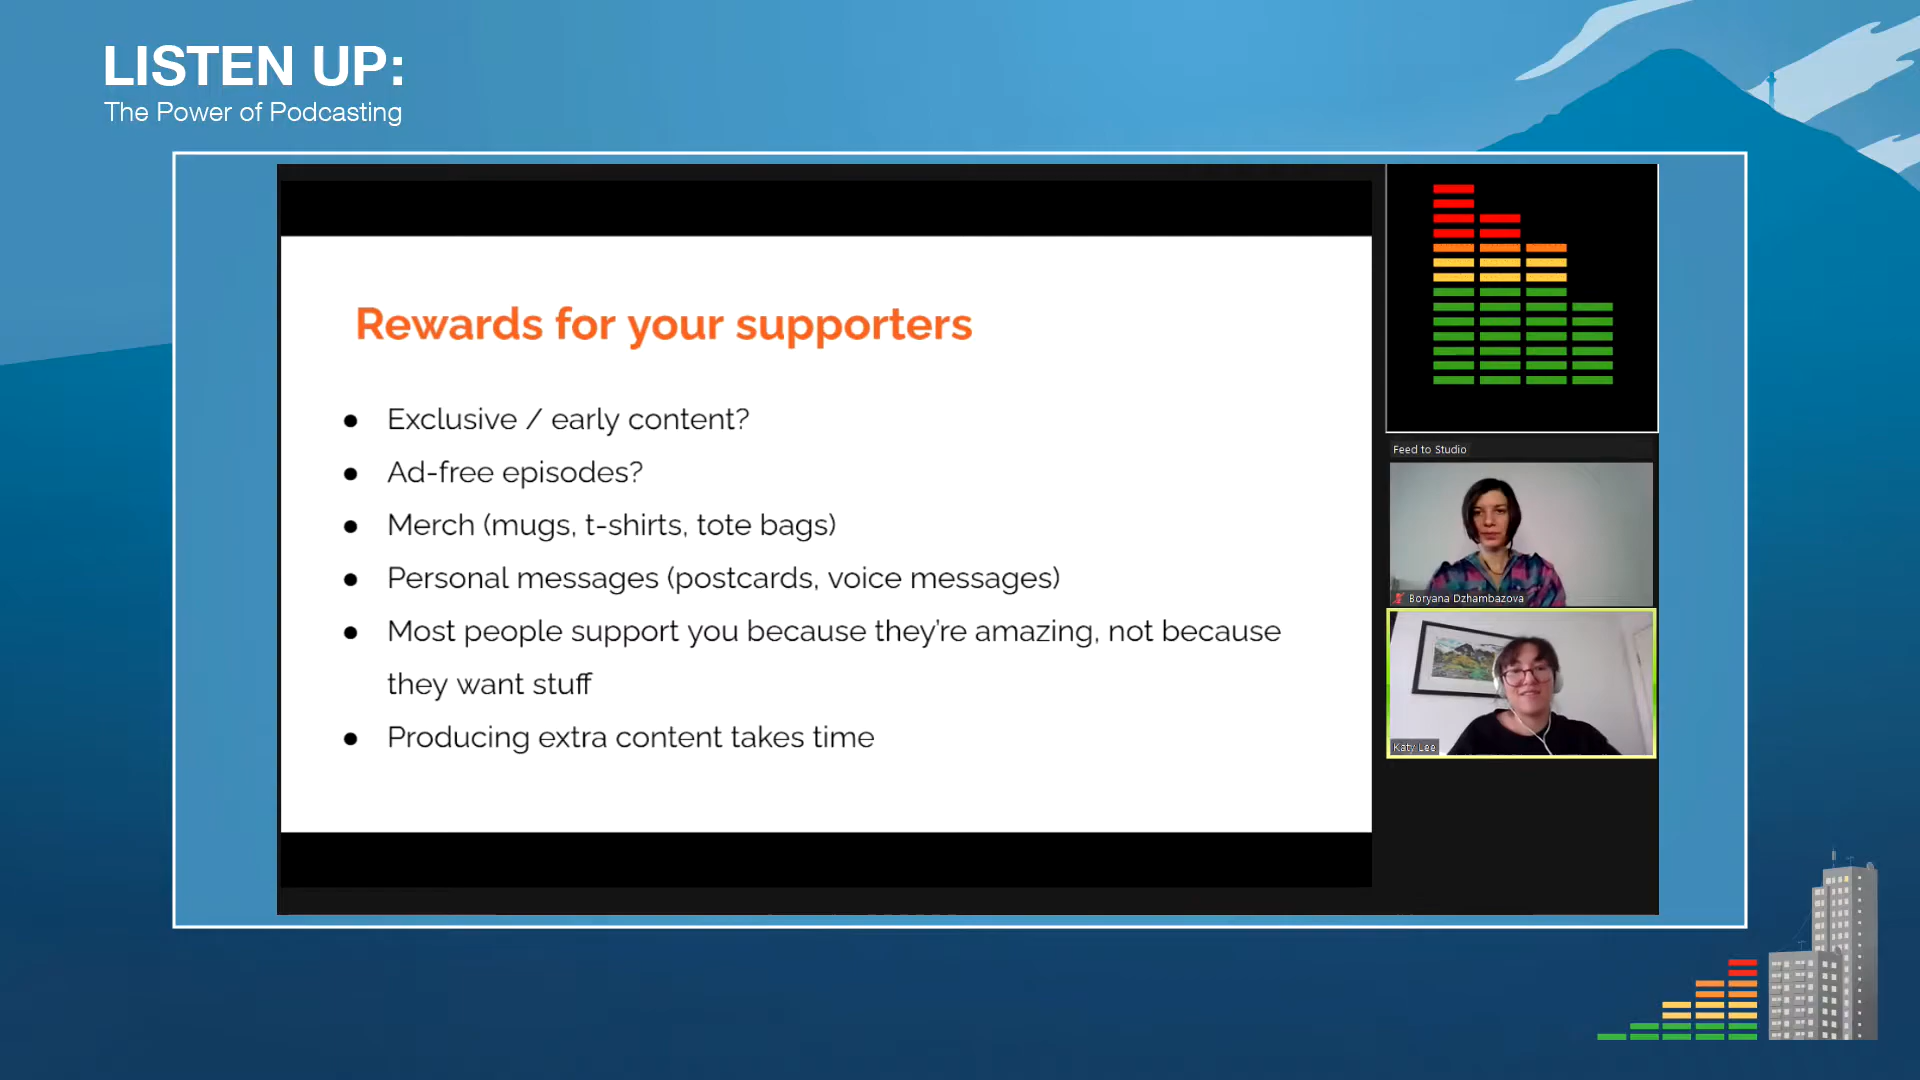 LISTEN UP:
The Power of Podcasting
Rewards for your supporters
● Exclusive / early content?
● Ad-free episodes?
● Merch (mugs, t-shirts, tote bags)
● Personal messages (postcards, voice messages)
● Most people support you because they're amazing, not because
they want stuff
● Producing extra content takes time
Feed to Studio
Boryana Dzhambazova
Katy Lee